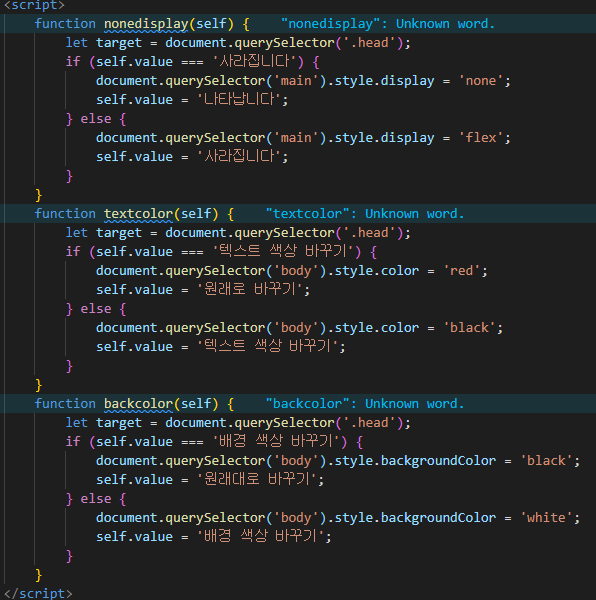 <script>
function nonedisplay(self) { "nonedisplay": Unknown word.
let target = document.querySelector('.head');
if (self.value === '사라집니다') {
document.querySelector('main').style.display = 'none';
self.value = '나타납니다';
} else {
document.querySelector('main').style.display = 'flex';
self.value = '사라집니다';
}
}
function textcolor(self) { "textcolor": Unknown word.
let target = document.querySelector('.head');
if (self.value === '텍스트 색상 바꾸기') {
document.querySelector('body').style.color = 'red';
self.value = '원래로 바꾸기';
} else {
document.querySelector('body').style.color = 'black';
self.value = '텍스트 색상 바꾸기';
}
}
function backcolor(self) { "backcolor": Unknown word.
let target = document.querySelector('.head');
if (self.value === '배경 색상 바꾸기') {
document.querySelector('body').style.backgroundColor = 'black';
self.value = '원래대로 바꾸기';
} else {
document.querySelector('body').style.backgroundColor = 'white';
self.value = '배경 색상 바꾸기';
}
}
</script>